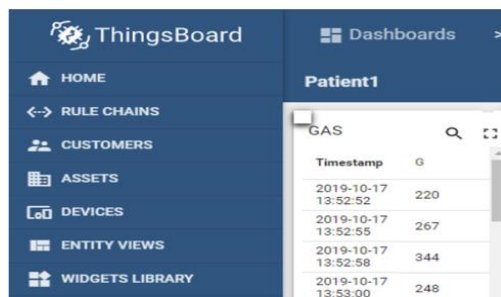 ThingsBoard
HOME
RULE CHAINS
CUSTOMERS
ASSETS
DEVICES
ENTITY VIEWS
WIDGETS LIBRARY
Dashboards >
Patient1
GAS
Timestamp G
2019-10-17
13:52:52 220
2019-10-17
13:52:55 267
2019-10-17
13:52:58 344
2019-10-17
13:53:00 248